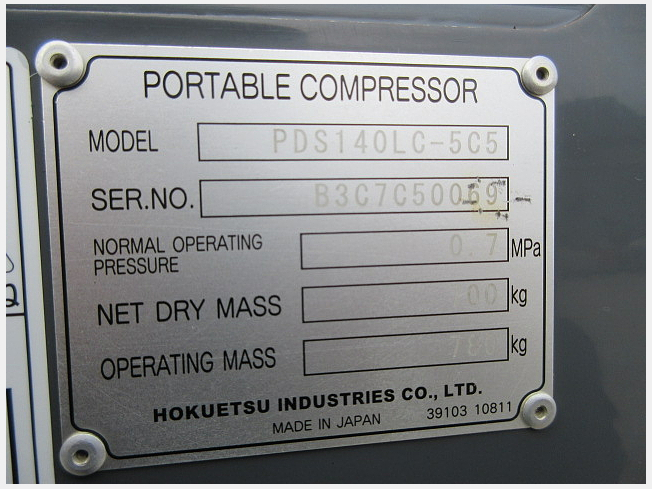 PORTABLE COMPRESSOR
MODEL PDS140LC-5C5
SER.NO. B3C7C50069
NORMAL OPERATING
PRESSURE 0.7 MPa
NET DRY MASS kg
OPERATING MASS kg
HOKUETSU INDUSTRIES CO., LTD.
MADE IN JAPAN 39103 10811